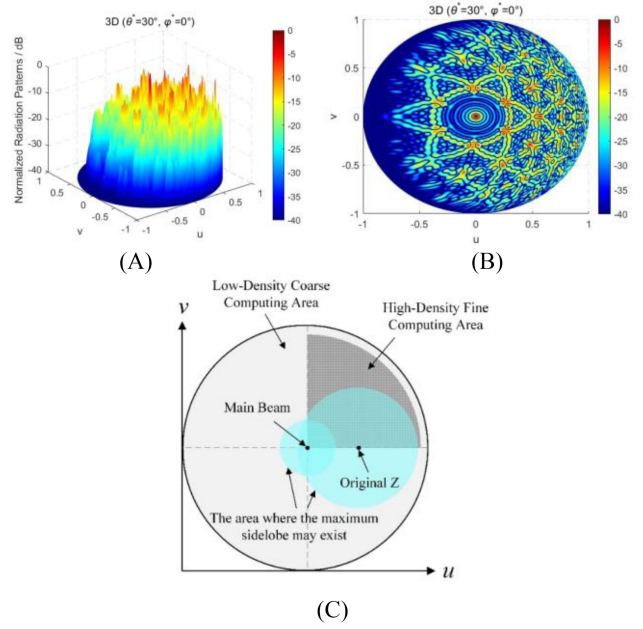 3D (θ*=30°, φ*=0°)
Normalized Radiation Patterns / dB
0
-10
-20
-30
-40
1
0.5
0
-0.5
-1
v
-1
-0.5
0
0.5
1
u
0
-5
-10
-15
-20
-25
-30
-35
-40
(A)
3D (θ*=30°, φ*=0°)
1
0.5
0
-0.5
-1
v
-1
-0.5
0
0.5
1
u
0
-5
-10
-15
-20
-25
-30
-35
-40
(B)
Low-Density Coarse
Computing Area
High-Density Fine
Computing Area
v
Main Beam
Original Z
The area where the maximum
sidelobe may exist
u
(C)